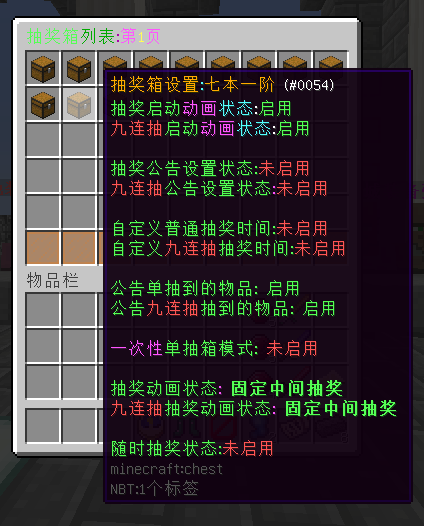 抽奖箱列表:第1页
抽奖箱设置:七本一阶 (#0054)
抽奖启动动画状态:启用
九连抽启动动画状态:启用
抽奖公告设置状态:未启用
九连抽公告设置状态:未启用
自定义普通抽奖时间:未启用
自定义九连抽抽奖时间:未启用
物品栏
公告单抽到的物品: 启用
公告九连抽抽到的物品: 启用
一次性单抽箱模式: 未启用
抽奖动画状态: 固定中间抽奖
九连抽抽奖动画状态: 固定中间抽奖
随时抽奖状态:未启用
minecraft:chest
NBT:1个标签